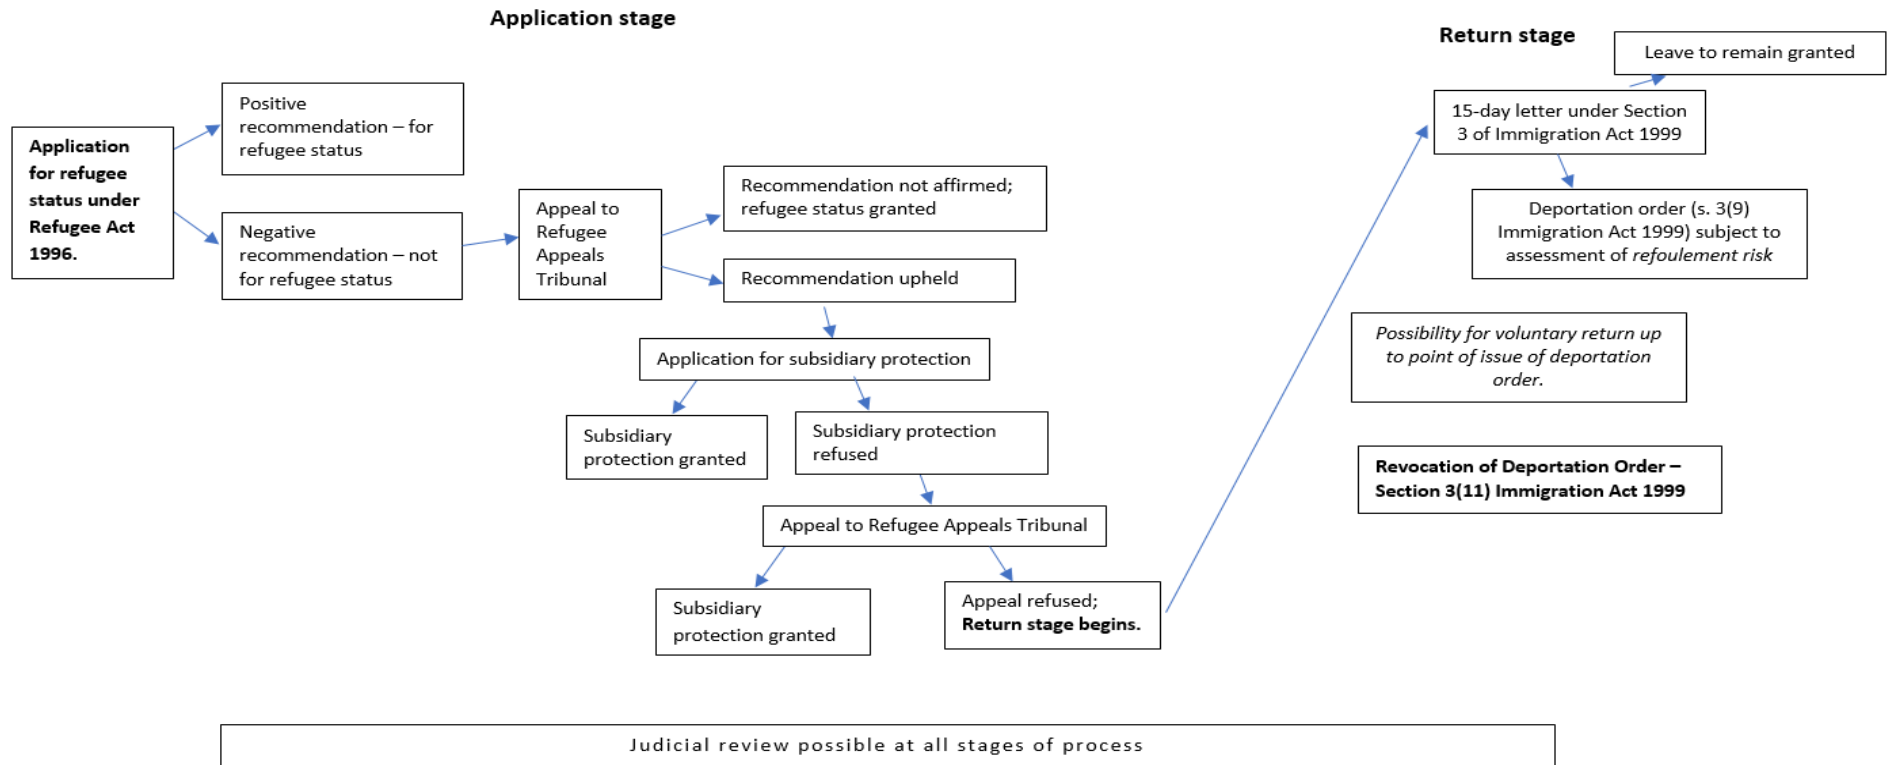 Application stage
Application
for refugee
status under
Refugee Act
1996.
Positive
recommendation – for
refugee status
Negative
recommendation – not
for refugee status
Appeal to
Refugee
Appeals
Tribunal
Recommendation not affirmed;
refugee status granted
Recommendation upheld
Application for subsidiary protection
Subsidiary
protection granted
Subsidiary protection
refused
Appeal to Refugee Appeals Tribunal
Subsidiary
protection granted
Appeal refused;
Return stage begins.
Return stage
Leave to remain granted
15-day letter under Section
3 of Immigration Act 1999
Deportation order (s. 3(9)
Immigration Act 1999) subject to
assessment of refoulement risk
Possibility for voluntary return up
to point of issue of deportation
order.
Revocation of Deportation Order –
Section 3(11) Immigration Act 1999
Judicial review possible at all stages of process